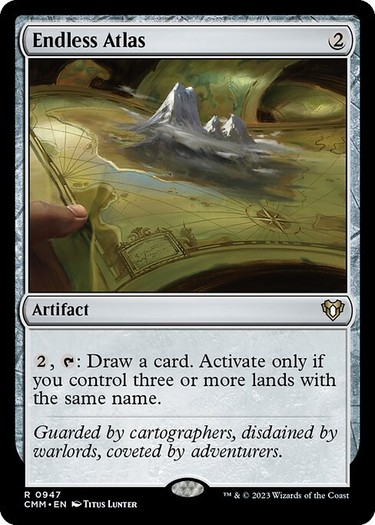 Endless Atlas 2
Artifact
2, T: Draw a card. Activate only if
you control three or more lands with
the same name.
Guarded by cartographers, disdained by
warlords, coveted by adventurers.
R 0947
CMM • EN Titus Lunter
™ & © 2023 Wizards of the Coast